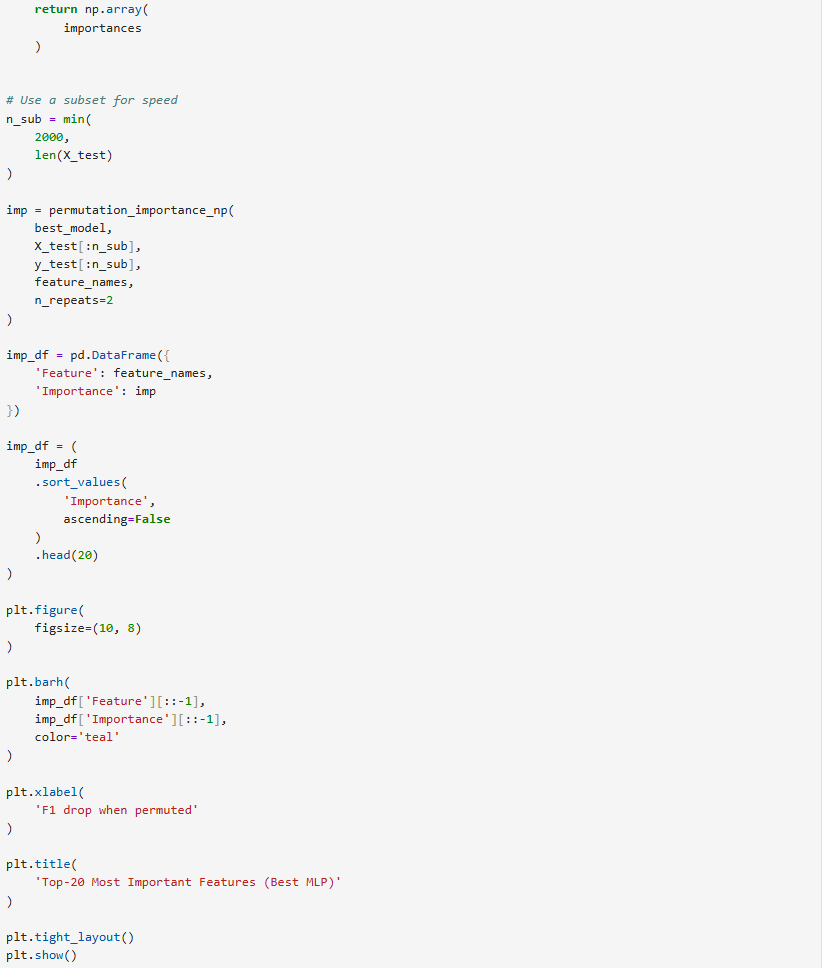 return np.array(
        importances
    )


# Use a subset for speed
n_sub = min(
    2000,
    len(X_test)
)

imp = permutation_importance_np(
    best_model,
    X_test[:n_sub],
    y_test[:n_sub],
    feature_names,
    n_repeats=2
)

imp_df = pd.DataFrame({
    'Feature': feature_names,
    'Importance': imp
})

imp_df = (
    imp_df
    .sort_values(
        'Importance',
        ascending=False
    )
    .head(20)
)

plt.figure(
    figsize=(10, 8)
)

plt.barh(
    imp_df['Feature'][::-1],
    imp_df['Importance'][::-1],
    color='teal'
)

plt.xlabel(
    'F1 drop when permuted'
)

plt.title(
    'Top-20 Most Important Features (Best MLP)'
)

plt.tight_layout()
plt.show()